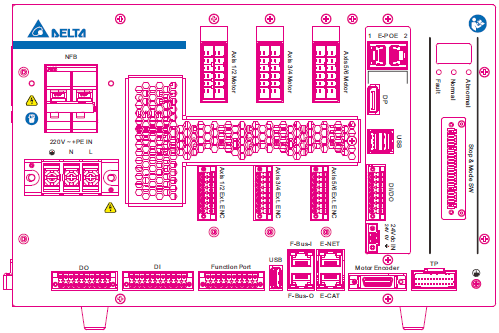 DELTA
NFB
220V ~ +PE IN
N L
Axis 1/2 Motor
Axis 3/4 Motor
Axis 5/6 Motor
1 E-POE 2
DP
USB
Fault
Normal
Abnormal
Stop & Mode SW
Axis 1/2 Ext. ENC
Axis 3/4 Ext. ENC
Axis 5/6 Ext. ENC
DI/DO
24Vdc IN
24V 0V
DO
DI
Function Port
USB
F-Bus-I
E-NET
F-Bus-O
E-CAT
Motor Encoder
TP